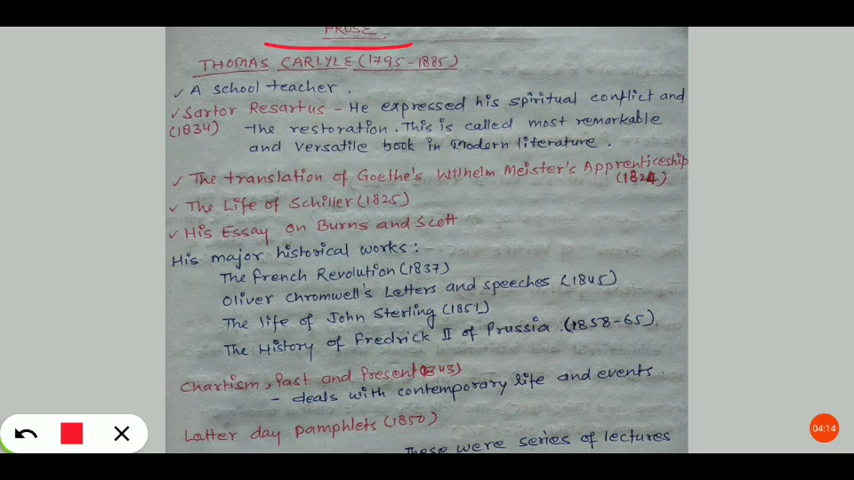 PROSE.
THOMAS CARLYLE (1795-1885)
✓ A school teacher.
✓ Sartor Resartus - He expressed his spiritual conflict and
(1834) the restoration. This is called most remarkable
and versatile book in modern literature.
✓ The translation of Goethe's Wilhelm Meister's Apprenticeship
(1824)
✓ The Life of Schiller (1825)
✓ His Essay on Burns and Scott
His major historical works:
The French Revolution (1837)
Oliver Chromwell's Letters and speeches (1845)
The life of John Sterling (1851)
The History of Fredrick II of Prussia. (1858-65).
Chartism, Past and Present (1843)
- deals with contemporary life and events.
Latter day pamphlets (1850)
These were series of lectures
04:14